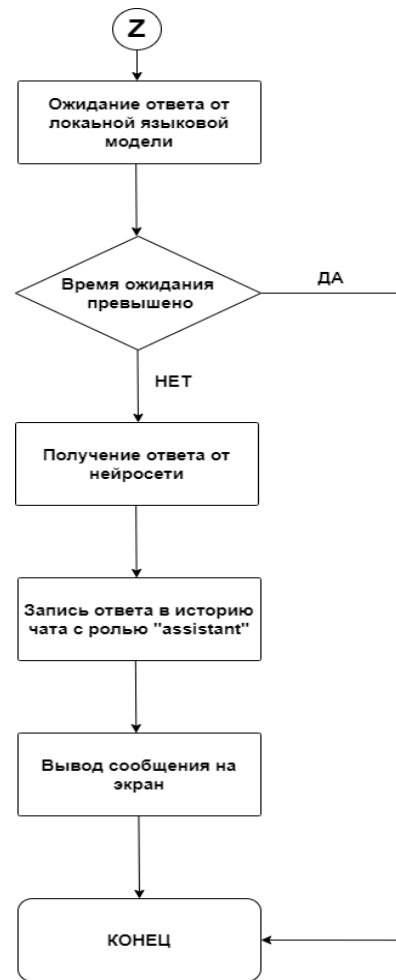 Z
Ожидание ответа от
локаьной языковой
модели
Время ожидания
превышено
ДА
НЕТ
Получение ответа от
нейросети
Запись ответа в историю
чата с ролью "assistant"
Вывод сообщения на
экран
КОНЕЦ